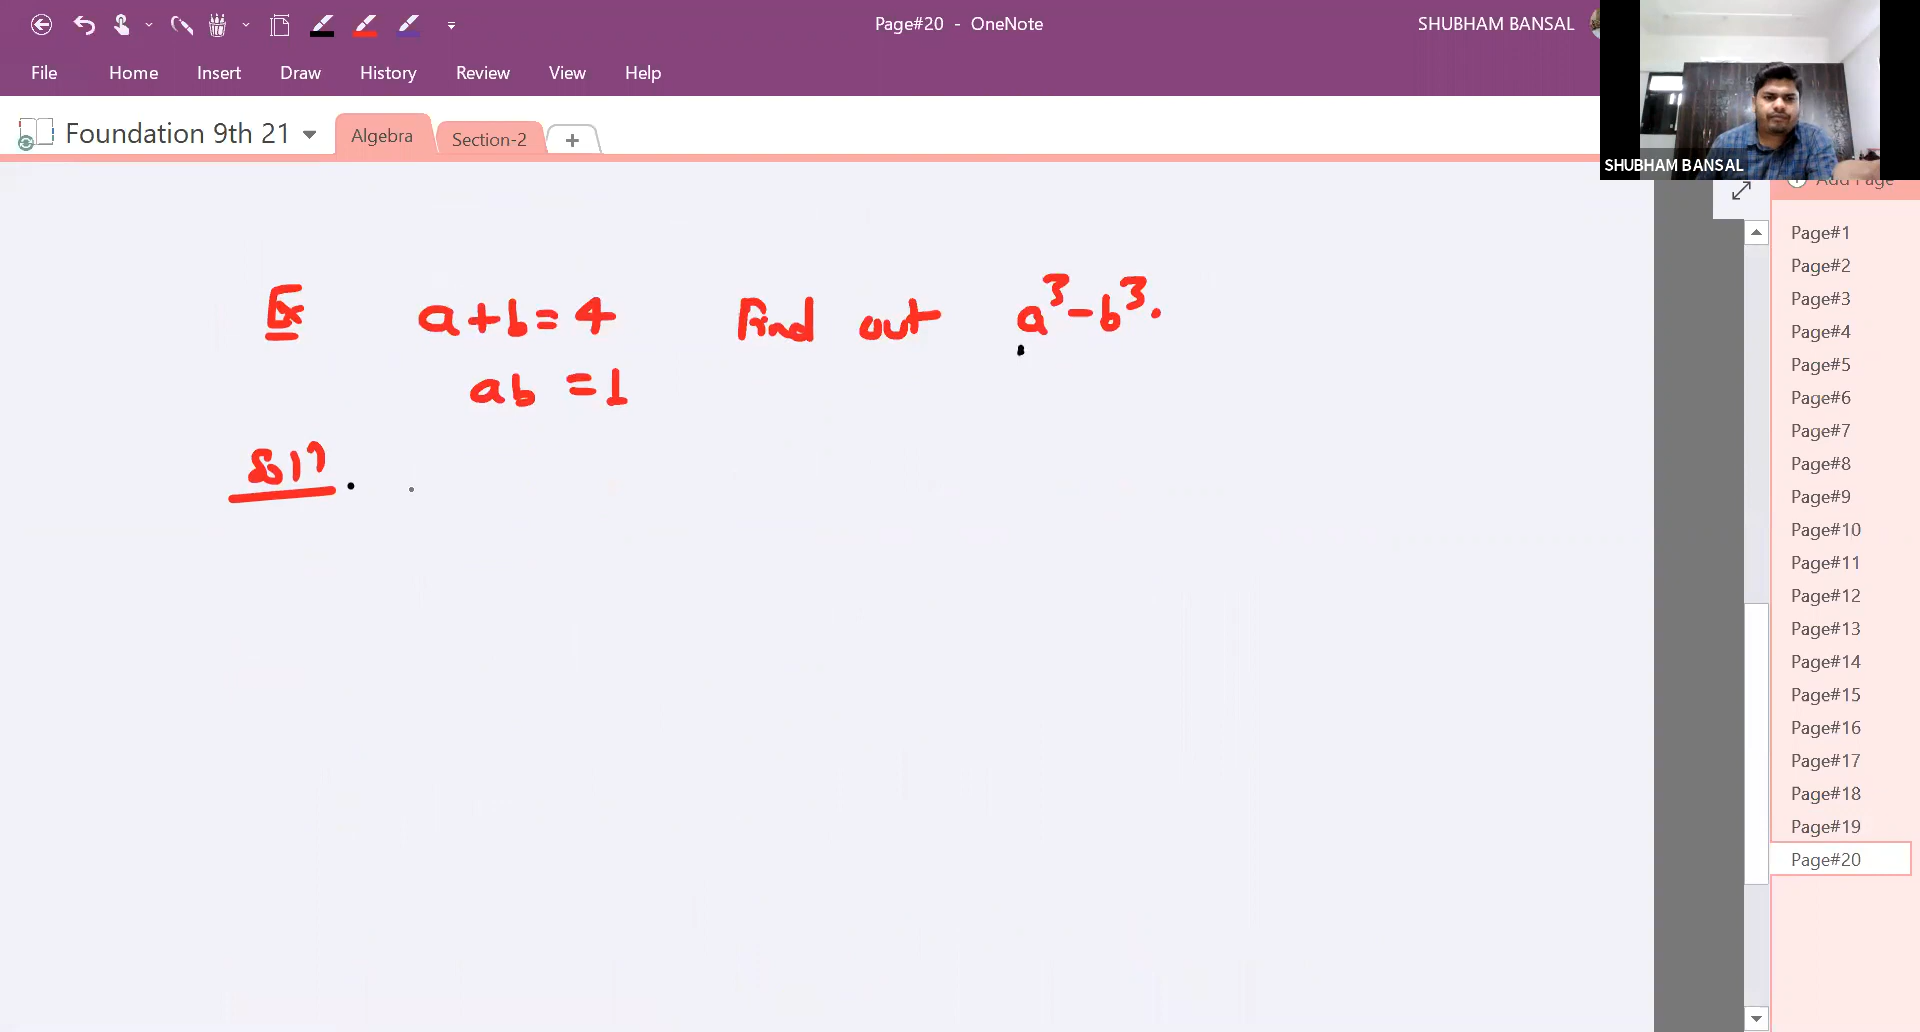 Page#20 - OneNote
SHUBHAM BANSAL
File Home Insert Draw History Review View Help
SHUBHAM BANSAL
Foundation 9th 21
Algebra
Section-2
Add Page
Page#1
Page#2
Page#3
Page#4
Page#5
Page#6
Page#7
Page#8
Page#9
Page#10
Page#11
Page#12
Page#13
Page#14
Page#15
Page#16
Page#17
Page#18
Page#19
Page#20
Ex a+b=4 Find out a³-b³.
ab =1
Solⁿ